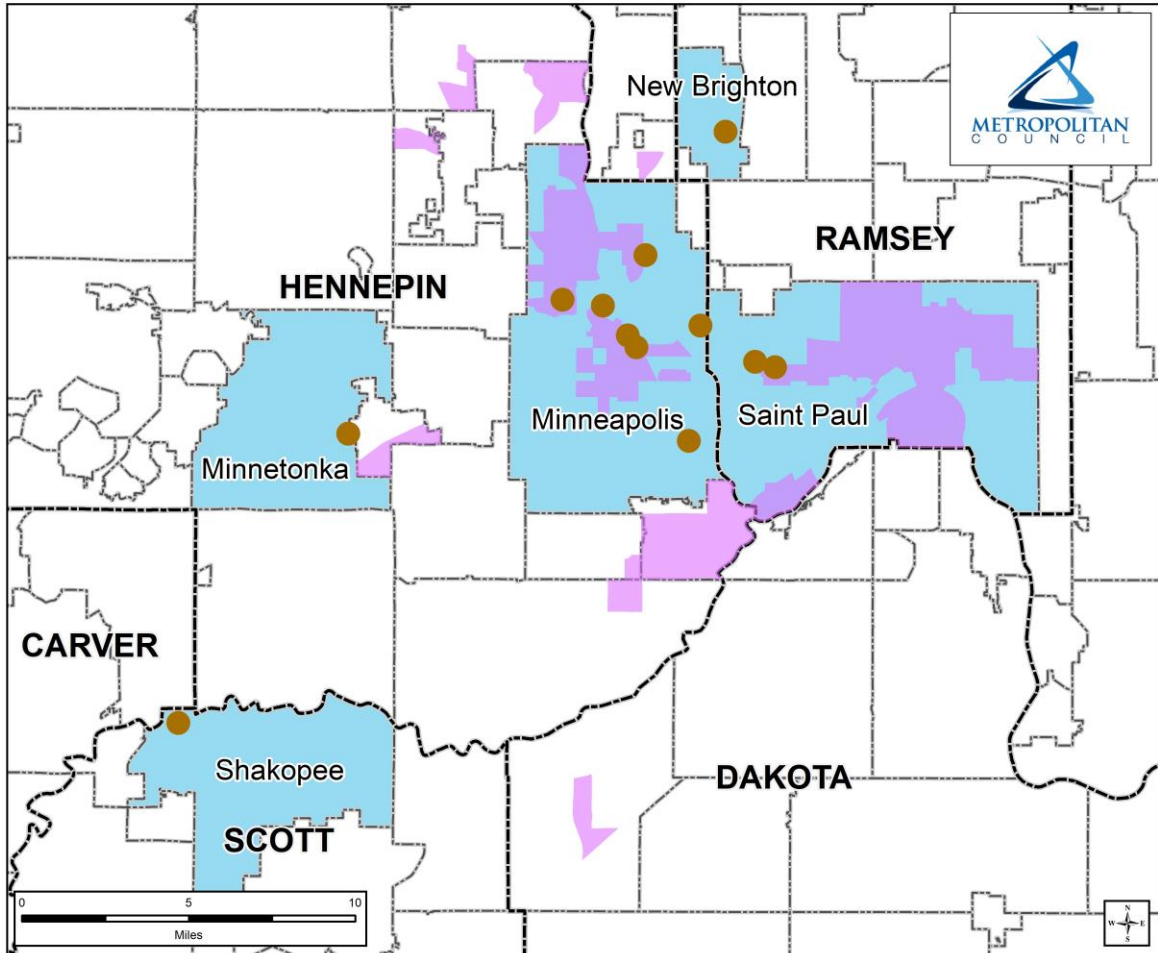 New Brighton
METROPOLITAN
COUNCIL
RAMSEY
HENNEPIN
Minneapolis
Saint Paul
Minnetonka
CARVER
Shakopee
DAKOTA
SCOTT
0 5 10
Miles
N
W E
S